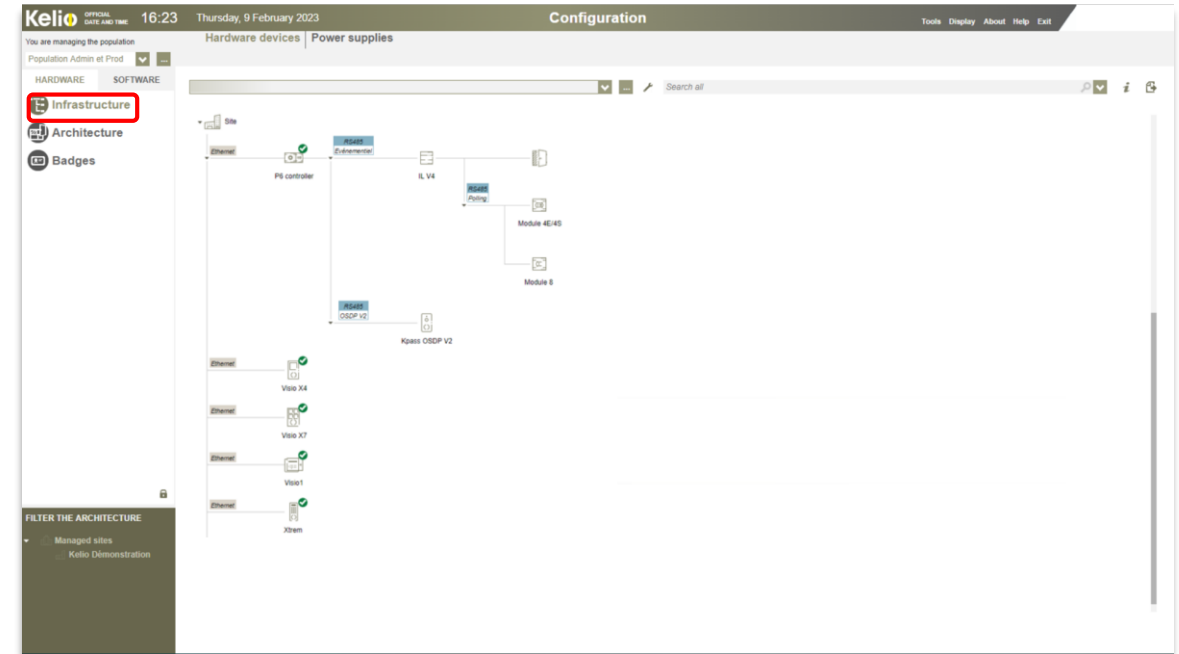 Kelio OFFICIAL DATE AND TIME 16:23 Thursday, 9 February 2023 Configuration Tools Display About Help Exit
You are managing the population
Hardware devices Power supplies
Population Admin et Prod ...
HARDWARE SOFTWARE
... Search all i
Infrastructure
Architecture
Badges
Site
Ethernet
RS485
Evénementiel
P6 controller
IL V4
RS485
Polling
Module 4E/4S
Module 8
RS485
OSDP V2
Kpass OSDP V2
Ethernet
Visio X4
Ethernet
Visio X7
Ethernet
Visio1
Ethernet
Xtrem
FILTER THE ARCHITECTURE
Managed sites
Kelio Démonstration